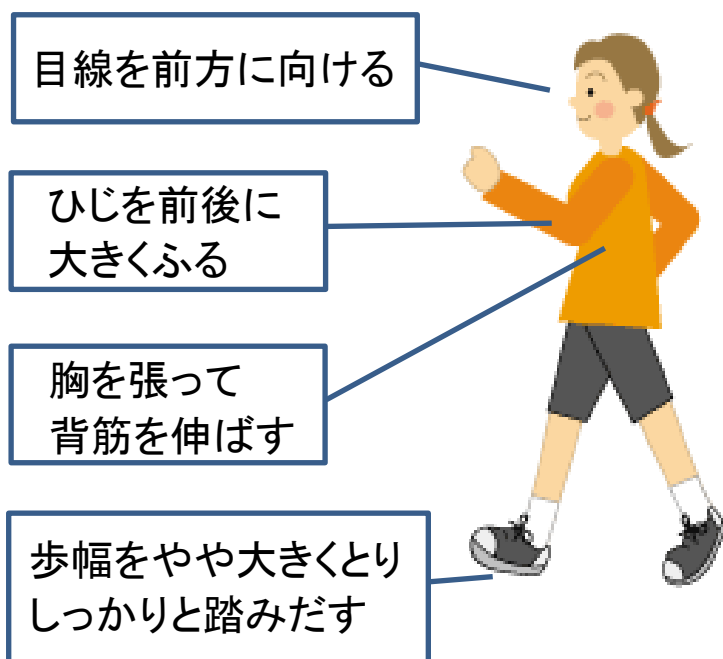 目線を前方に向ける
ひじを前後に
大きくふる
胸を張って
背筋を伸ばす
歩幅をやや大きくとり
しっかりと踏みだす